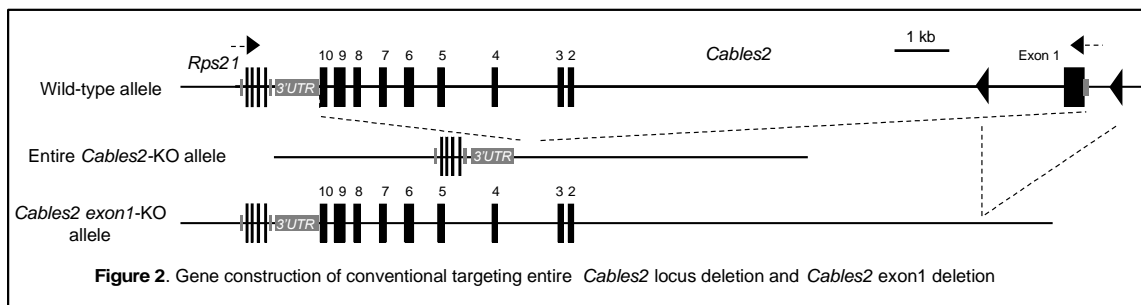 Rps21
10 9 8 7 6 5 4 3 2
Cables2
1 kb
Exon 1
Wild-type allele
3'UTR
Entire Cables2-KO allele
3'UTR
10 9 8 7 6 5 4 3 2
Cables2 exon1-KO
allele
3'UTR
Figure 2. Gene construction of conventional targeting entire Cables2 locus deletion and Cables2 exon1 deletion